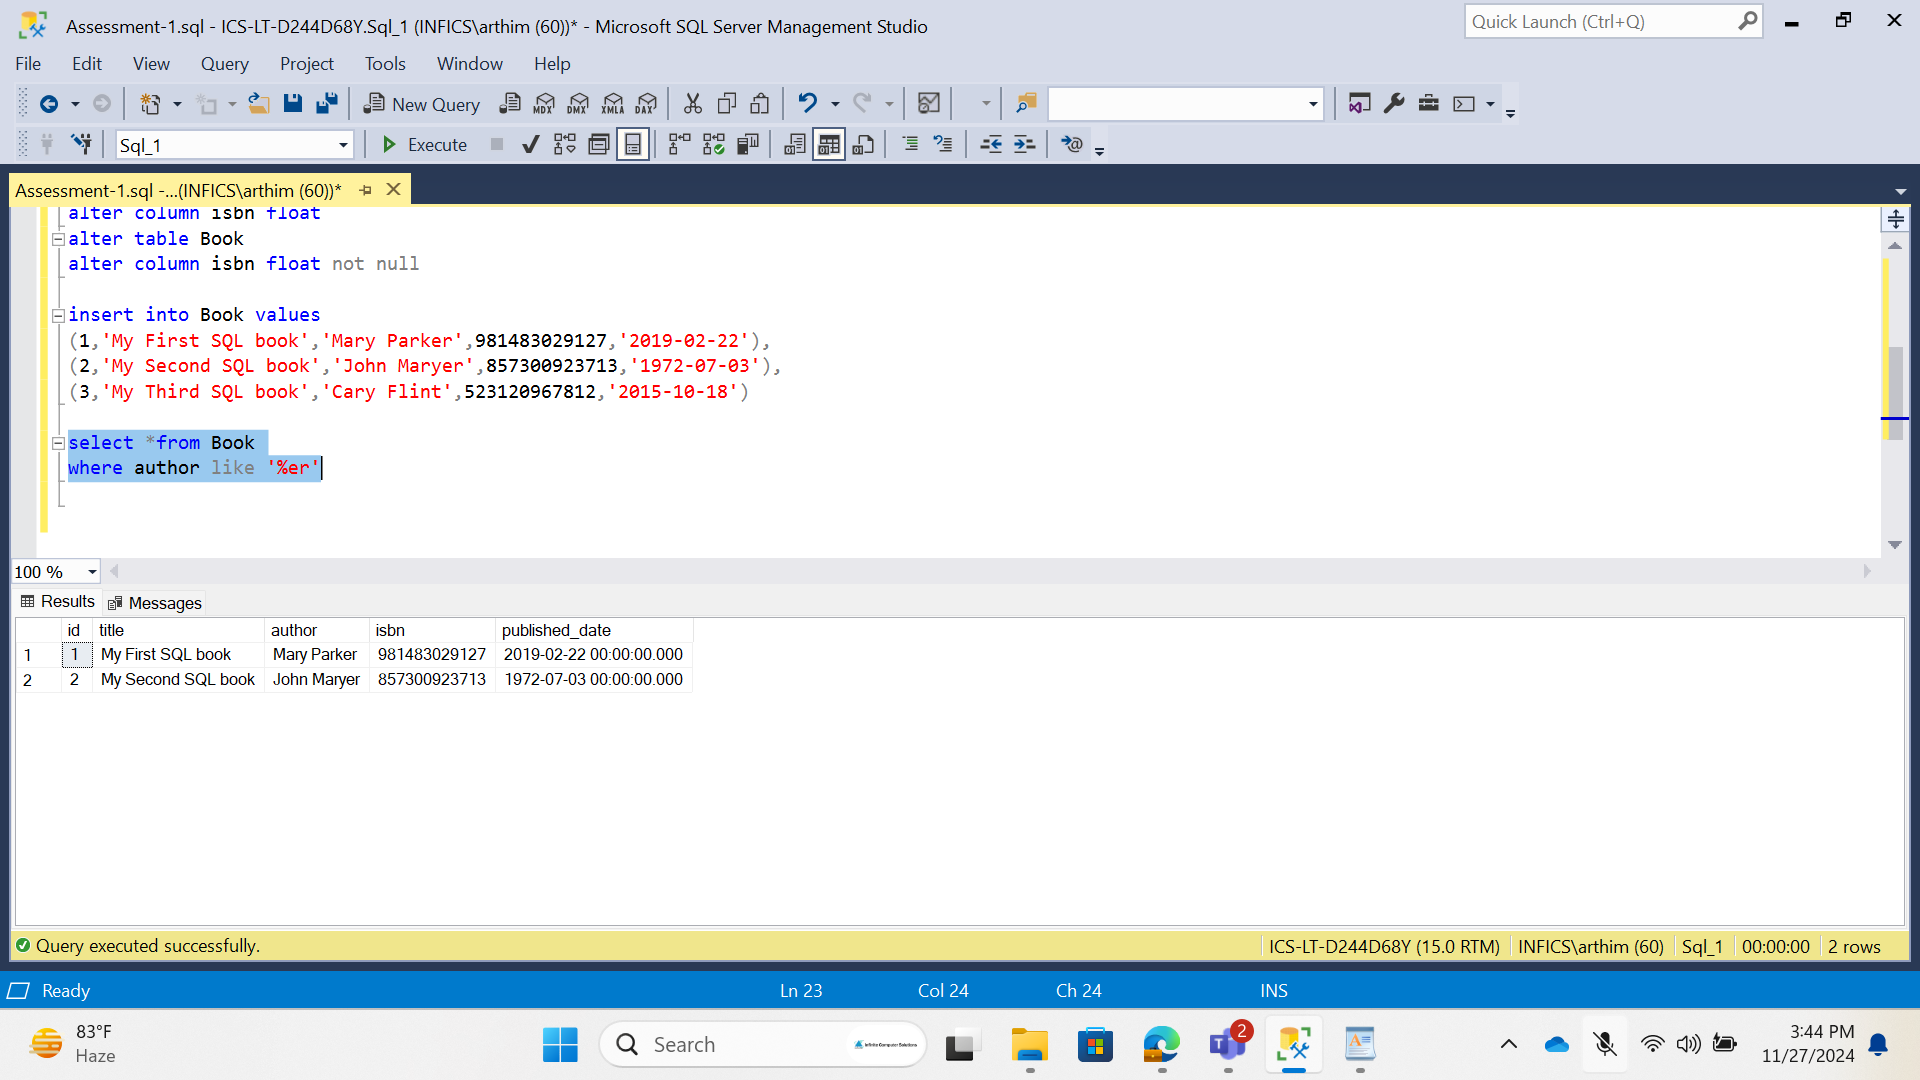 Assessment-1.sql - ICS-LT-D244D68Y.Sql_1 (INFICS\arthim (60))* - Microsoft SQL Server Management Studio
Quick Launch (Ctrl+Q)
File Edit View Query Project Tools Window Help
New Query MDX DMX XMLA DAX
Sql_1 Execute
Assessment-1.sql -...(INFICS\arthim (60))*
alter column isbn float
alter table Book
alter column isbn float not null
insert into Book values
(1,'My First SQL book','Mary Parker',981483029127,'2019-02-22'),
(2,'My Second SQL book','John Maryer',857300923713,'1972-07-03'),
(3,'My Third SQL book','Cary Flint',523120967812,'2015-10-18')
select *from Book
where author like '%er'
100 %
Results Messages
id title author isbn published_date
1 1 My First SQL book Mary Parker 981483029127 2019-02-22 00:00:00.000
2 2 My Second SQL book John Maryer 857300923713 1972-07-03 00:00:00.000
Query executed successfully. ICS-LT-D244D68Y (15.0 RTM) INFICS\arthim (60) Sql_1 00:00:00 2 rows
Ready Ln 23 Col 24 Ch 24 INS
83°F
Haze
Search Infinite Computer Solutions
2
3:44 PM
11/27/2024